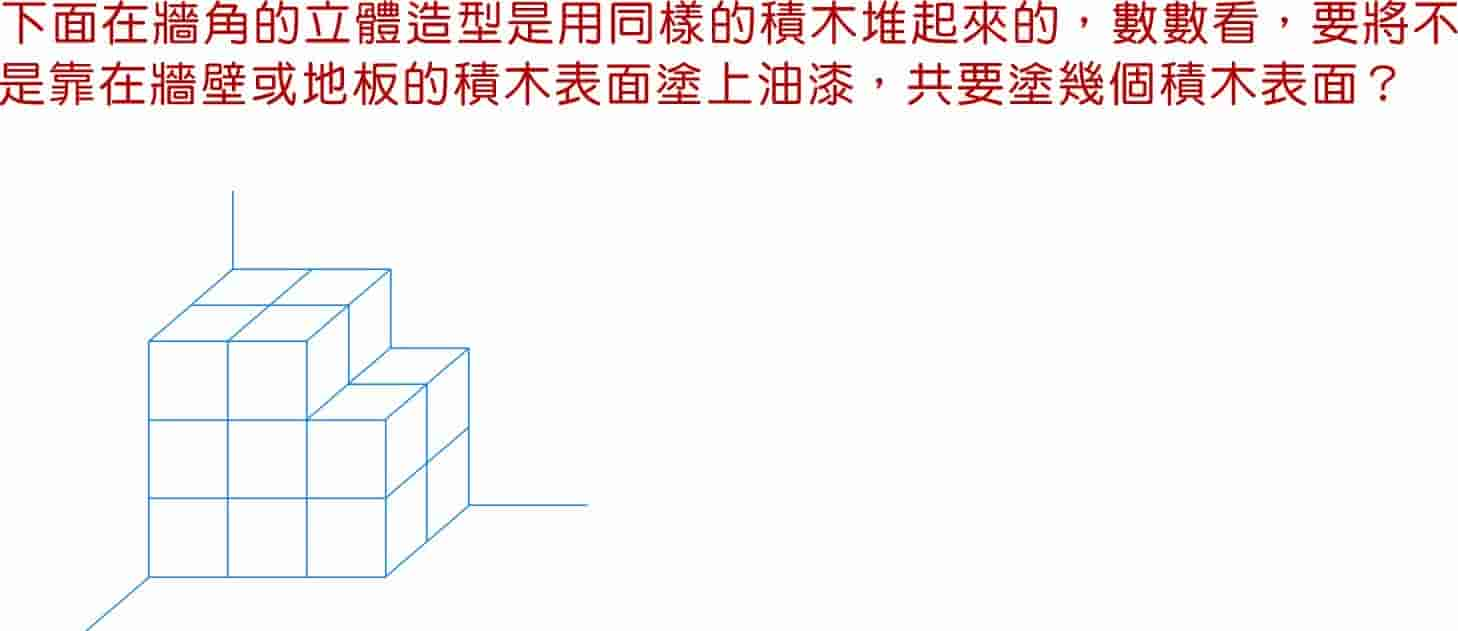 下面在牆角的立體造型是用同樣的積木堆起來的，數數看，要將不
是靠在牆壁或地板的積木表面塗上油漆，共要塗幾個積木表面？